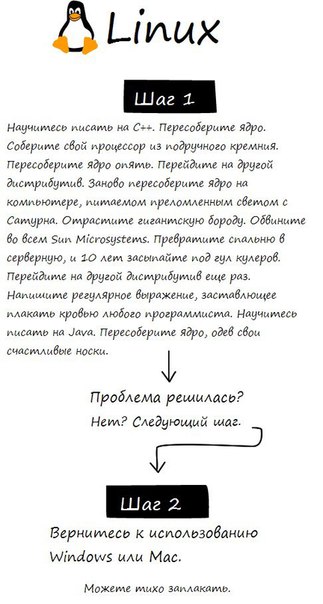 Linux
Шаг 1
Научитесь писать на C++. Пересоберите ядро.
Соберите свой процессор из подручного кремния.
Пересоберите ядро опять. Перейдите на другой
дистрибутив. Заново пересоберите ядро на
компьютере, питаемом преломленным светом с
Сатурна. Отрастите гигантскую бороду. Обвините
во всем Sun Microsystems. Превратите спальню в
серверную, и 10 лет засыпайте под гул кулеров.
Перейдите на другой дистрибутив еще раз.
Напишите регулярное выражение, заставляющее
плакать кровью любого программиста. Научитесь
писать на Java. Пересоберите ядро, одев свои
счастливые носки.
Проблема решилась?
Нет? Следующий шаг.
Шаг 2
Вернитесь к использованию
Windows или Mac.
Можете тихо заплакать.